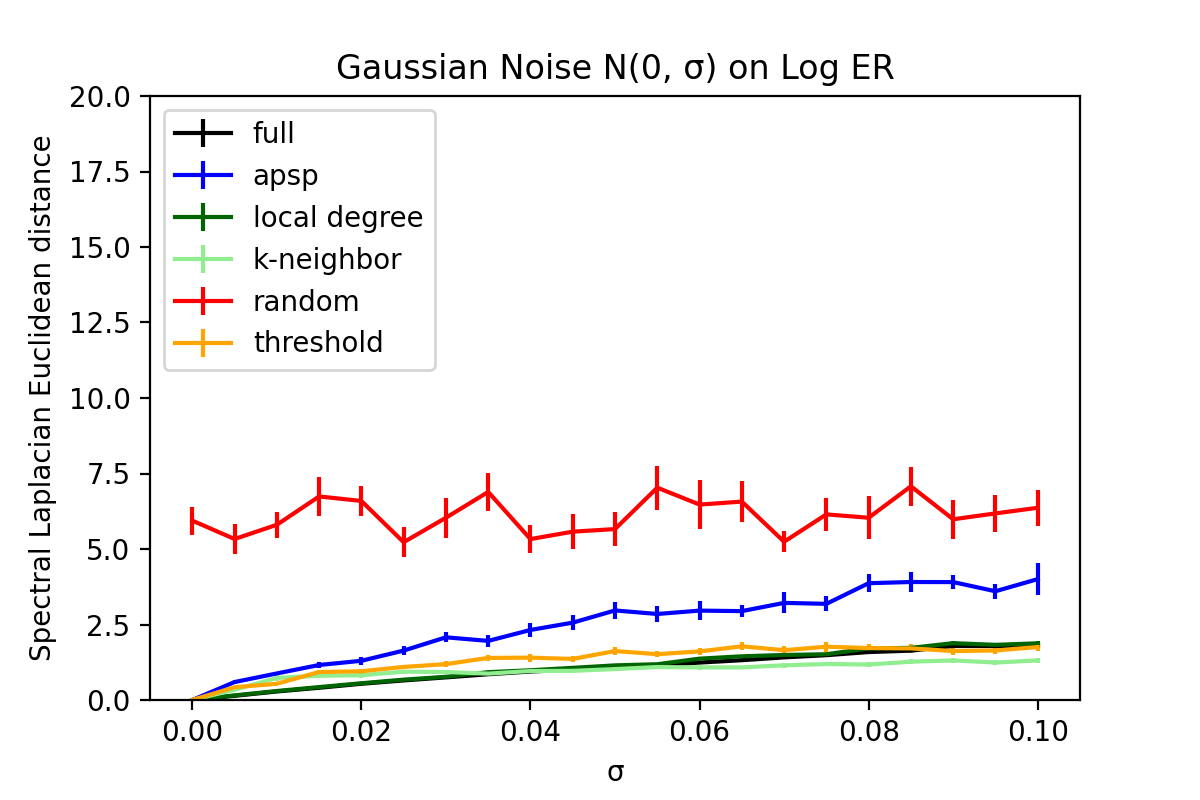 Gaussian Noise N(0, σ) on Log ER
Spectral Laplacian Euclidean distance
20.0
17.5
15.0
12.5
10.0
7.5
5.0
2.5
0.0
full
apsp
local degree
k-neighbor
random
threshold
0.00 0.02 0.04 0.06 0.08 0.10
σ